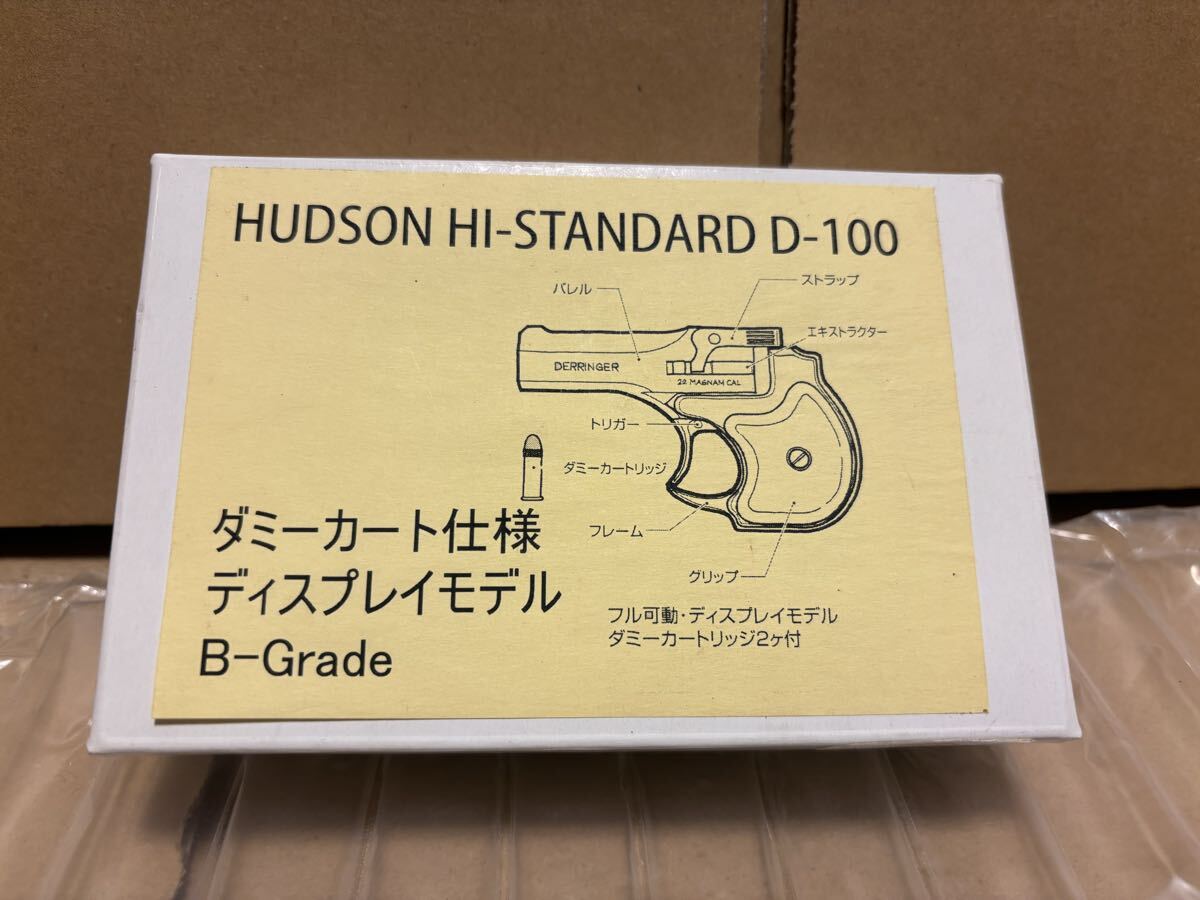 HUDSON HI-STANDARD D-100
バレル
ストラップ
エキストラクター
DERRINGER
22 MAGNAM CAL
トリガー
ダミーカートリッジ
フレーム
グリップ
ダミーカート仕様
ディスプレイモデル
B-Grade
フル可動・ディスプレイモデル
ダミーカートリッジ2ヶ付